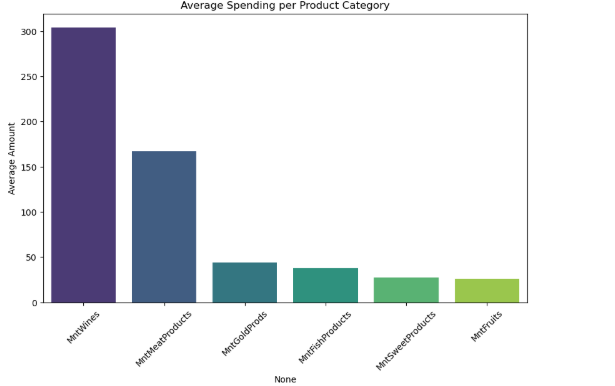 Average Spending per Product Category
Average Amount
300
250
200
150
100
50
0
MntWines
MntMeatProducts
MntGoldProds
MntFishProducts
MntSweetProducts
MntFruits
None